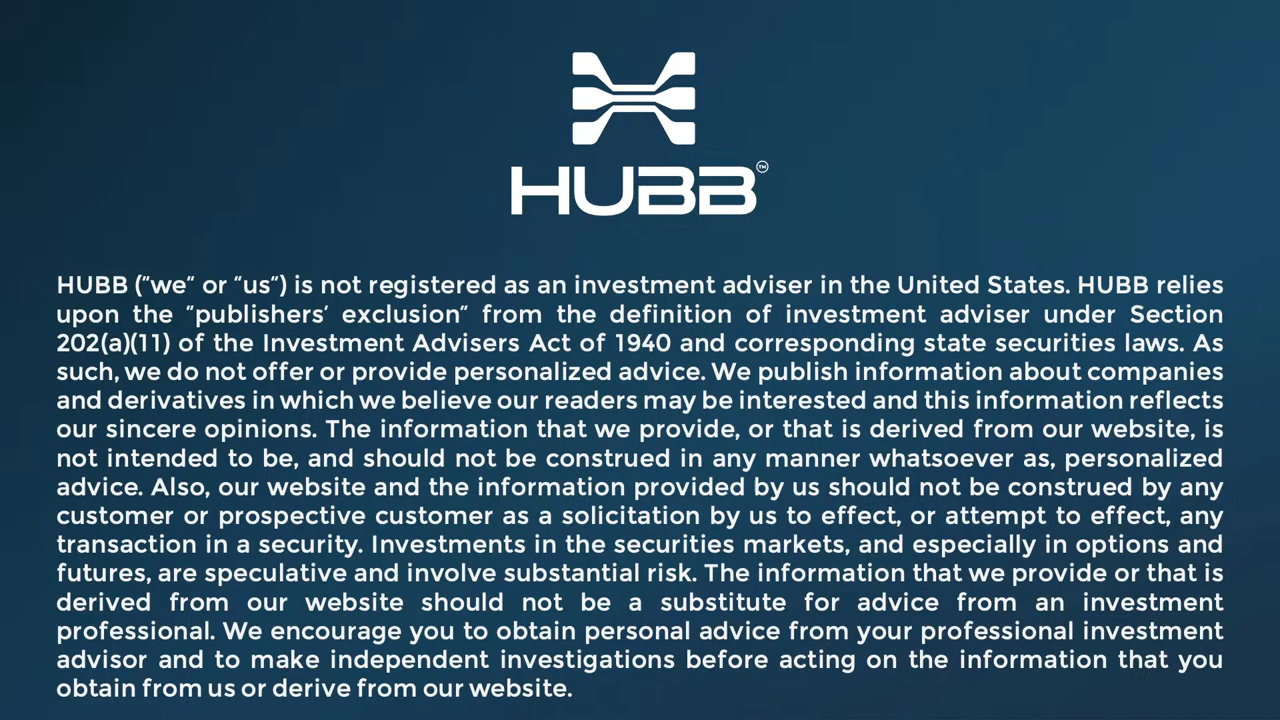 HUBB™
HUBB (“we” or “us”) is not registered as an investment adviser in the United States. HUBB relies
upon the “publishers’ exclusion” from the definition of investment adviser under Section
202(a)(11) of the Investment Advisers Act of 1940 and corresponding state securities laws. As
such, we do not offer or provide personalized advice. We publish information about companies
and derivatives in which we believe our readers may be interested and this information reflects
our sincere opinions. The information that we provide, or that is derived from our website, is
not intended to be, and should not be construed in any manner whatsoever as, personalized
advice. Also, our website and the information provided by us should not be construed by any
customer or prospective customer as a solicitation by us to effect, or attempt to effect, any
transaction in a security. Investments in the securities markets, and especially in options and
futures, are speculative and involve substantial risk. The information that we provide or that is
derived from our website should not be a substitute for advice from an investment
professional. We encourage you to obtain personal advice from your professional investment
advisor and to make independent investigations before acting on the information that you
obtain from us or derive from our website.